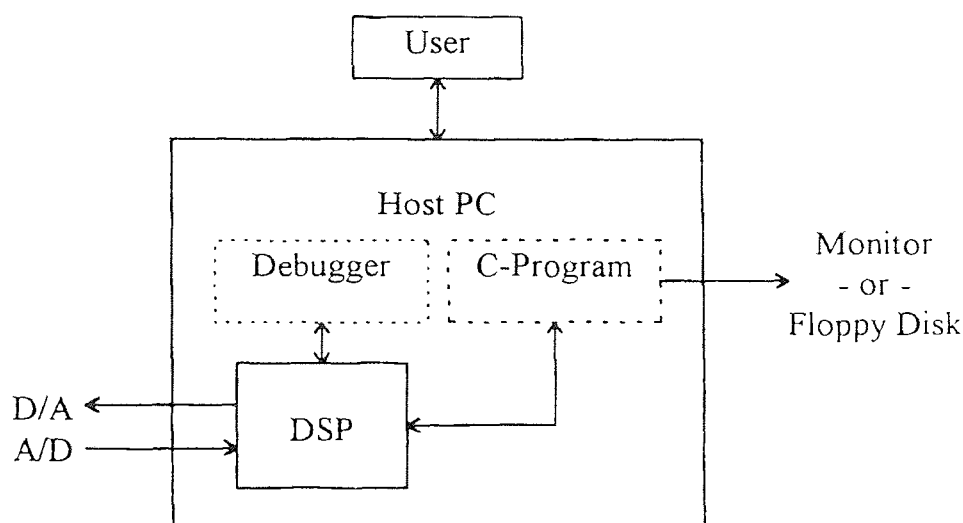 User
Host PC
Debugger
C-Program
Monitor
- or -
Floppy Disk
D/A
A/D
DSP